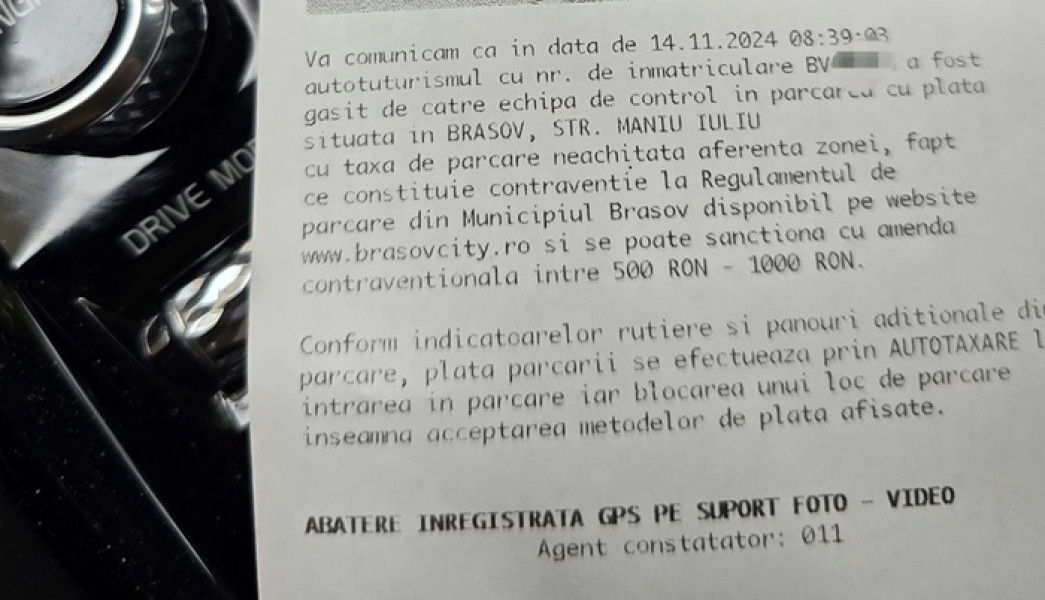 DRIVE MO
Va comunicam ca in data de 14.11.2024 08:39:03
autoturismul cu nr. de inmatriculare BV a fost
gasit de catre echipa de control in parcarea cu plata
situata in BRASOV, STR. MANIU IULIU
cu taxa de parcare neachitata aferenta zonei, fapt
ce constituie contraventie la Regulamentul de
parcare din Municipiul Brasov disponibil pe website
www.brasovcity.ro si se poate sanctiona cu amenda
contraventionala intre 500 RON - 1000 RON.
Conform indicatoarelor rutiere si panouri aditionale din
parcare, plata parcarii se efectueaza prin AUTOTAXARE l
intrarea in parcare iar blocarea unui loc de parcare
inseamna acceptarea metodelor de plata afisate.
ABATERE INREGISTRATA GPS PE SUPORT FOTO - VIDEO
Agent constatator: 011